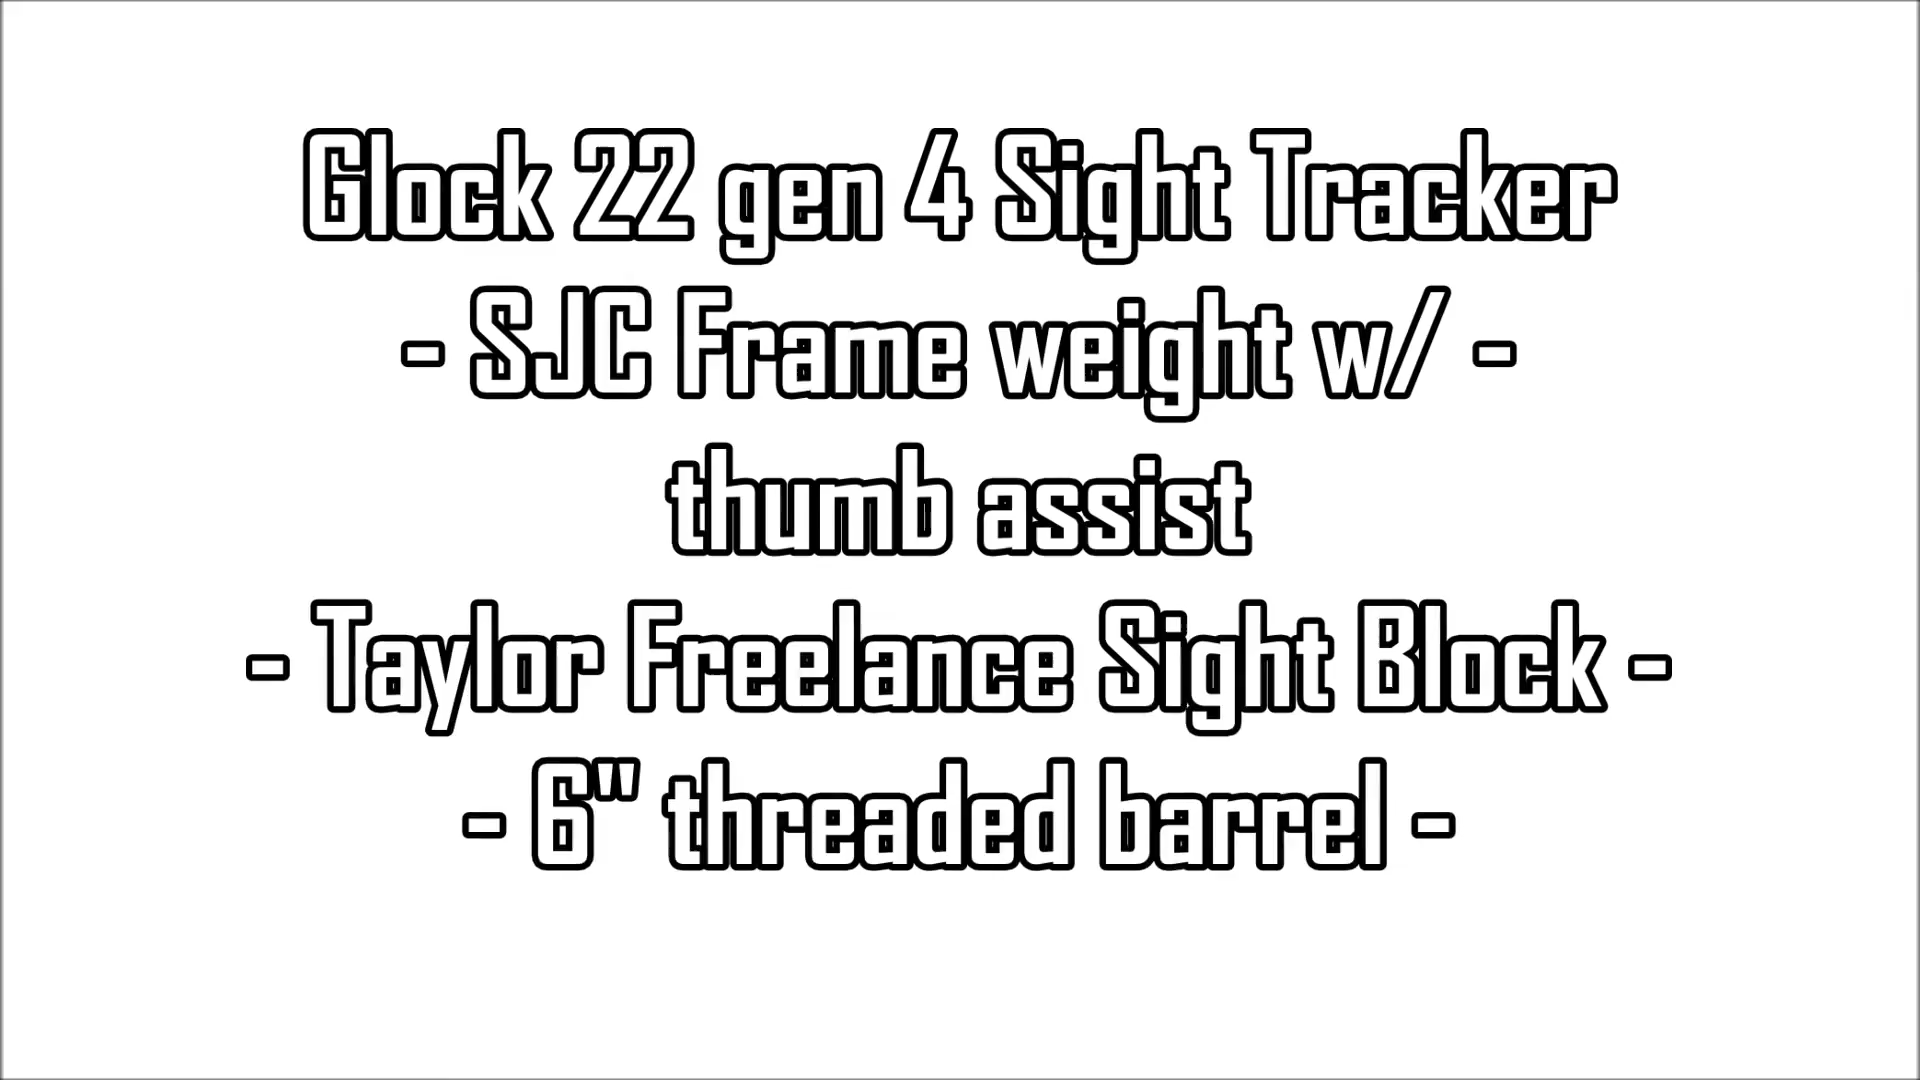 Glock 22 gen 4 Sight Tracker
- SJC Frame weight w/ -
thumb assist
- Taylor Freelance Sight Block -
- 6" threaded barrel -